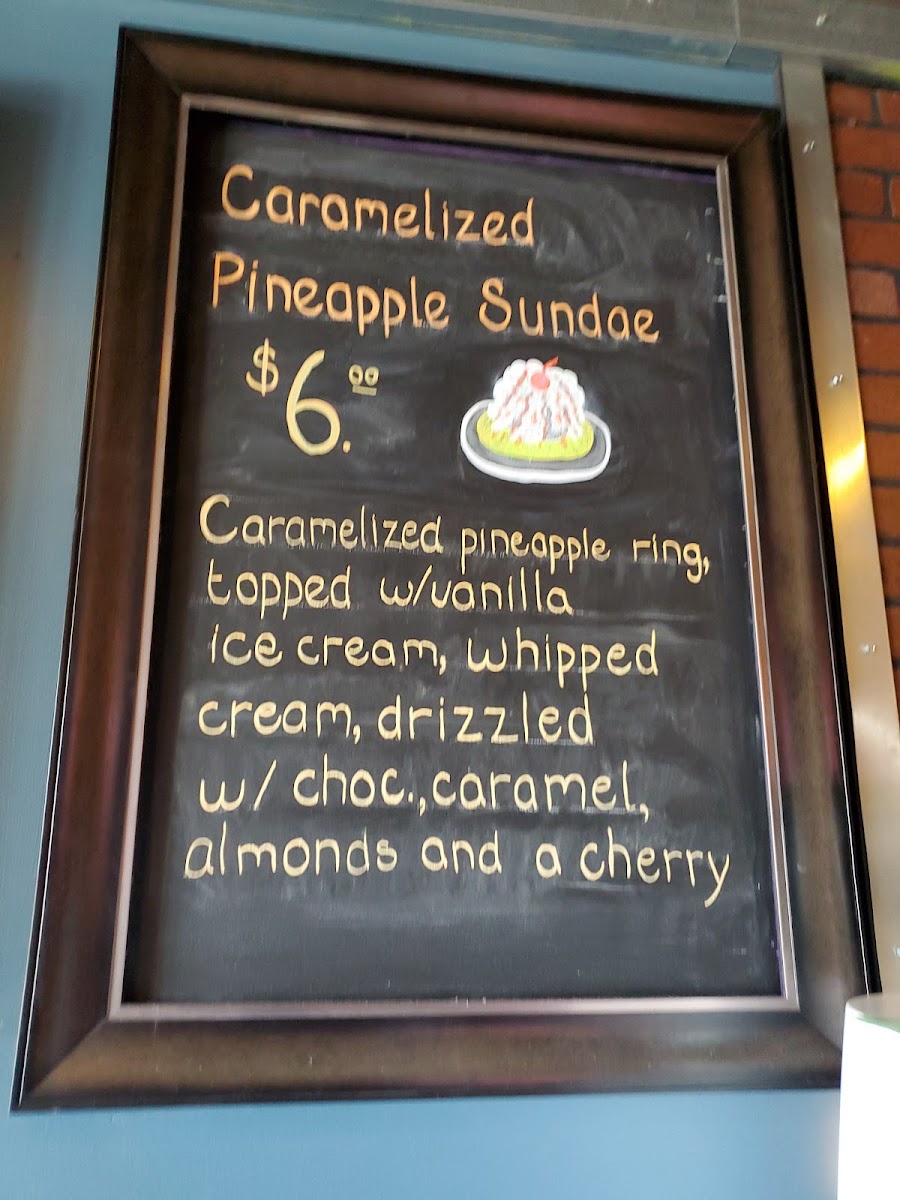 Caramelized
Pineapple Sundae
$6.00
Caramelized pineapple ring,
topped w/vanilla
ice cream, whipped
cream, drizzled
w/ choc., caramel,
almonds and a cherry